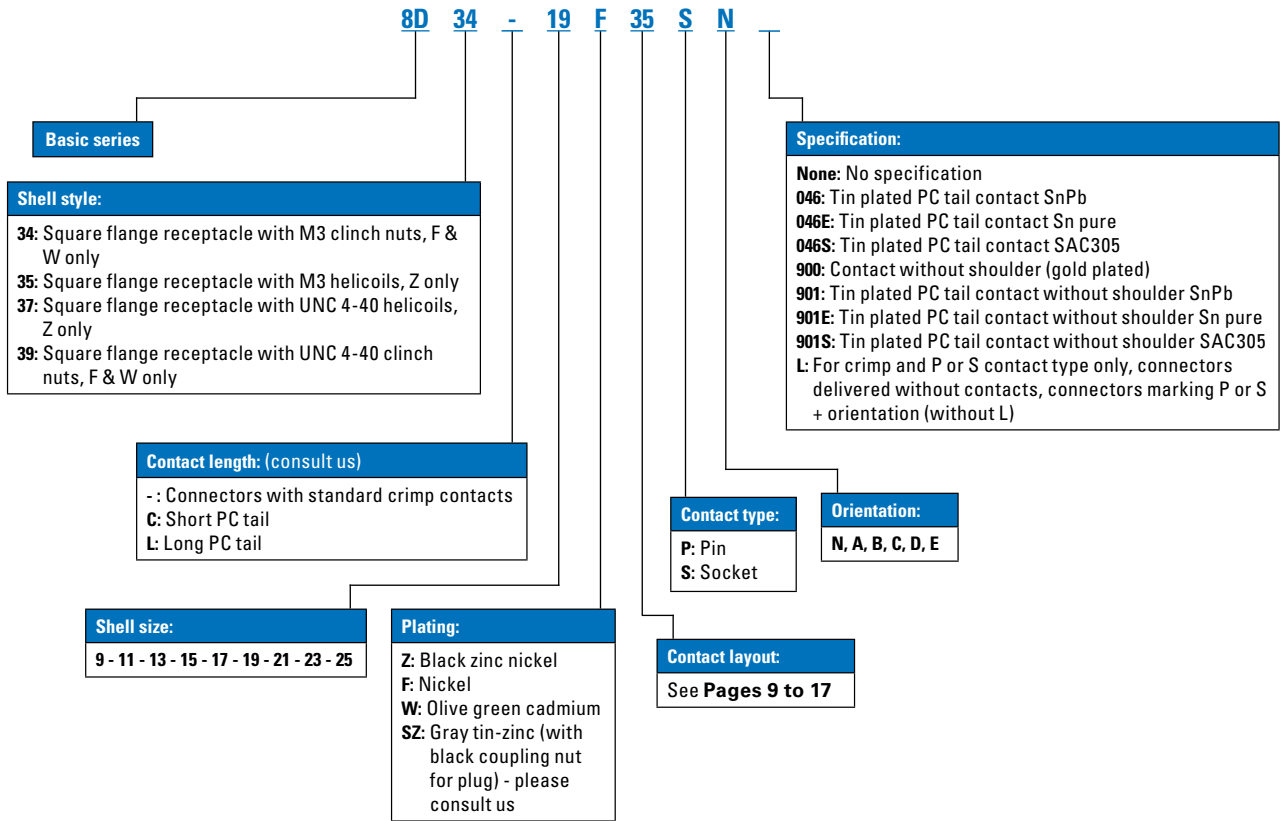 8D 34 - 19 F 35 S N _
Basic series
Shell style:
34: Square flange receptacle with M3 clinch nuts, F &
W only
35: Square flange receptacle with M3 helicoils, Z only
37: Square flange receptacle with UNC 4-40 helicoils,
Z only
39: Square flange receptacle with UNC 4-40 clinch
nuts, F & W only
Specification:
None: No specification
046: Tin plated PC tail contact SnPb
046E: Tin plated PC tail contact Sn pure
046S: Tin plated PC tail contact SAC305
900: Contact without shoulder (gold plated)
901: Tin plated PC tail contact without shoulder SnPb
901E: Tin plated PC tail contact without shoulder Sn pure
901S: Tin plated PC tail contact without shoulder SAC305
L: For crimp and P or S contact type only, connectors
delivered without contacts, connectors marking P or S
+ orientation (without L)
Contact length: (consult us)
- : Connectors with standard crimp contacts
C: Short PC tail
L: Long PC tail
Contact type:
P: Pin
S: Socket
Orientation:
N, A, B, C, D, E
Shell size:
9 - 11 - 13 - 15 - 17 - 19 - 21 - 23 - 25
Plating:
Z: Black zinc nickel
F: Nickel
W: Olive green cadmium
SZ: Gray tin-zinc (with
black coupling nut
for plug) - please
consult us
Contact layout:
See Pages 9 to 17